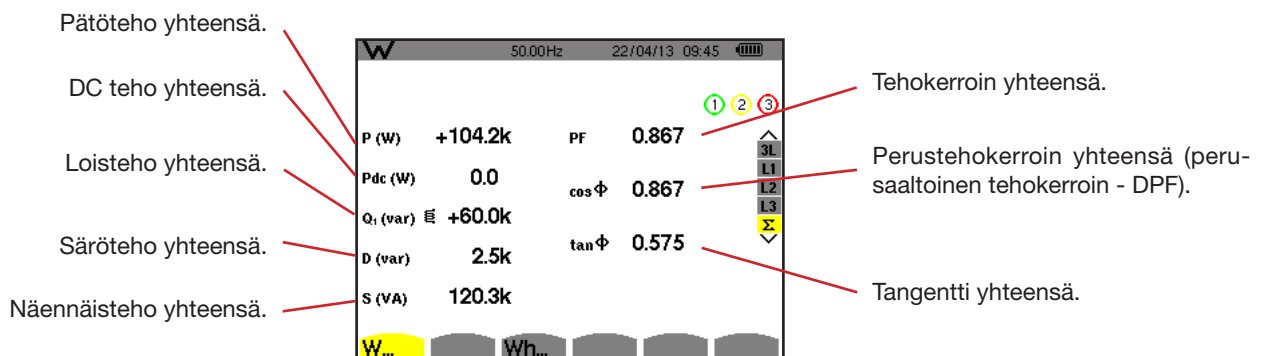 Pätöteho yhteensä.
DC teho yhteensä.
Loisteho yhteensä.
Säröteho yhteensä.
Näennäisteho yhteensä.
W 50.00Hz 22/04/13 09:45
1 2 3
P (W) +104.2k PF 0.867
Pdc (W) 0.0 cos Φ 0.867
Q₁ (var) +60.0k
D (var) 2.5k tan Φ 0.575
S (VA) 120.3k
3L
L1
L2
L3
Σ
W... Wh...
Tehokerroin yhteensä.
Perustehokerroin yhteensä (peru-
saaltoinen tehokerroin - DPF).
Tangentti yhteensä.